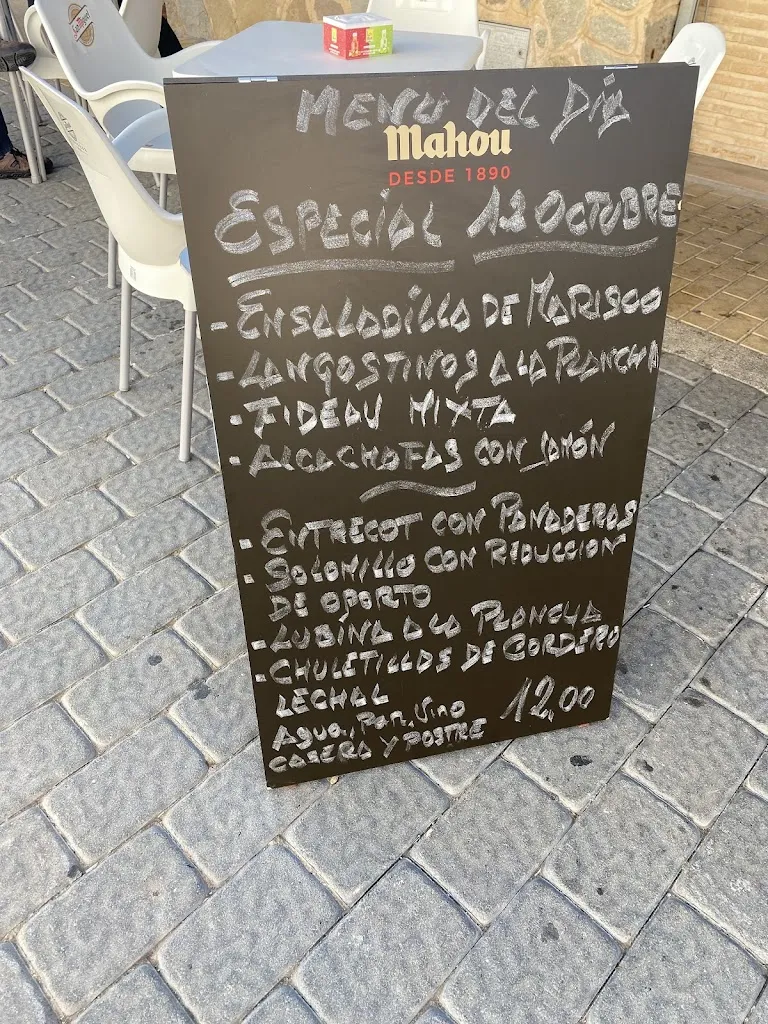 MENU DEL DÍA
Mahou
DESDE 1890
ESPECIAL 12 OCTUBRE
- ENSALADILLA DE MARISCO
- LANGOSTINOS A LA PLANCHA
- FIDEAU MIXTA
- ALCACHOFAS CON JAMÓN
- ENTRECOT CON PANADERAS
- SOLOMILLO CON REDUCCION
DE OPORTO
- LUBINA A LA PLANCHA
- CHULETILLAS DE CORDERO
LECHAL
Agua, Pan, Vino 12,00
CASERA Y POSTRE